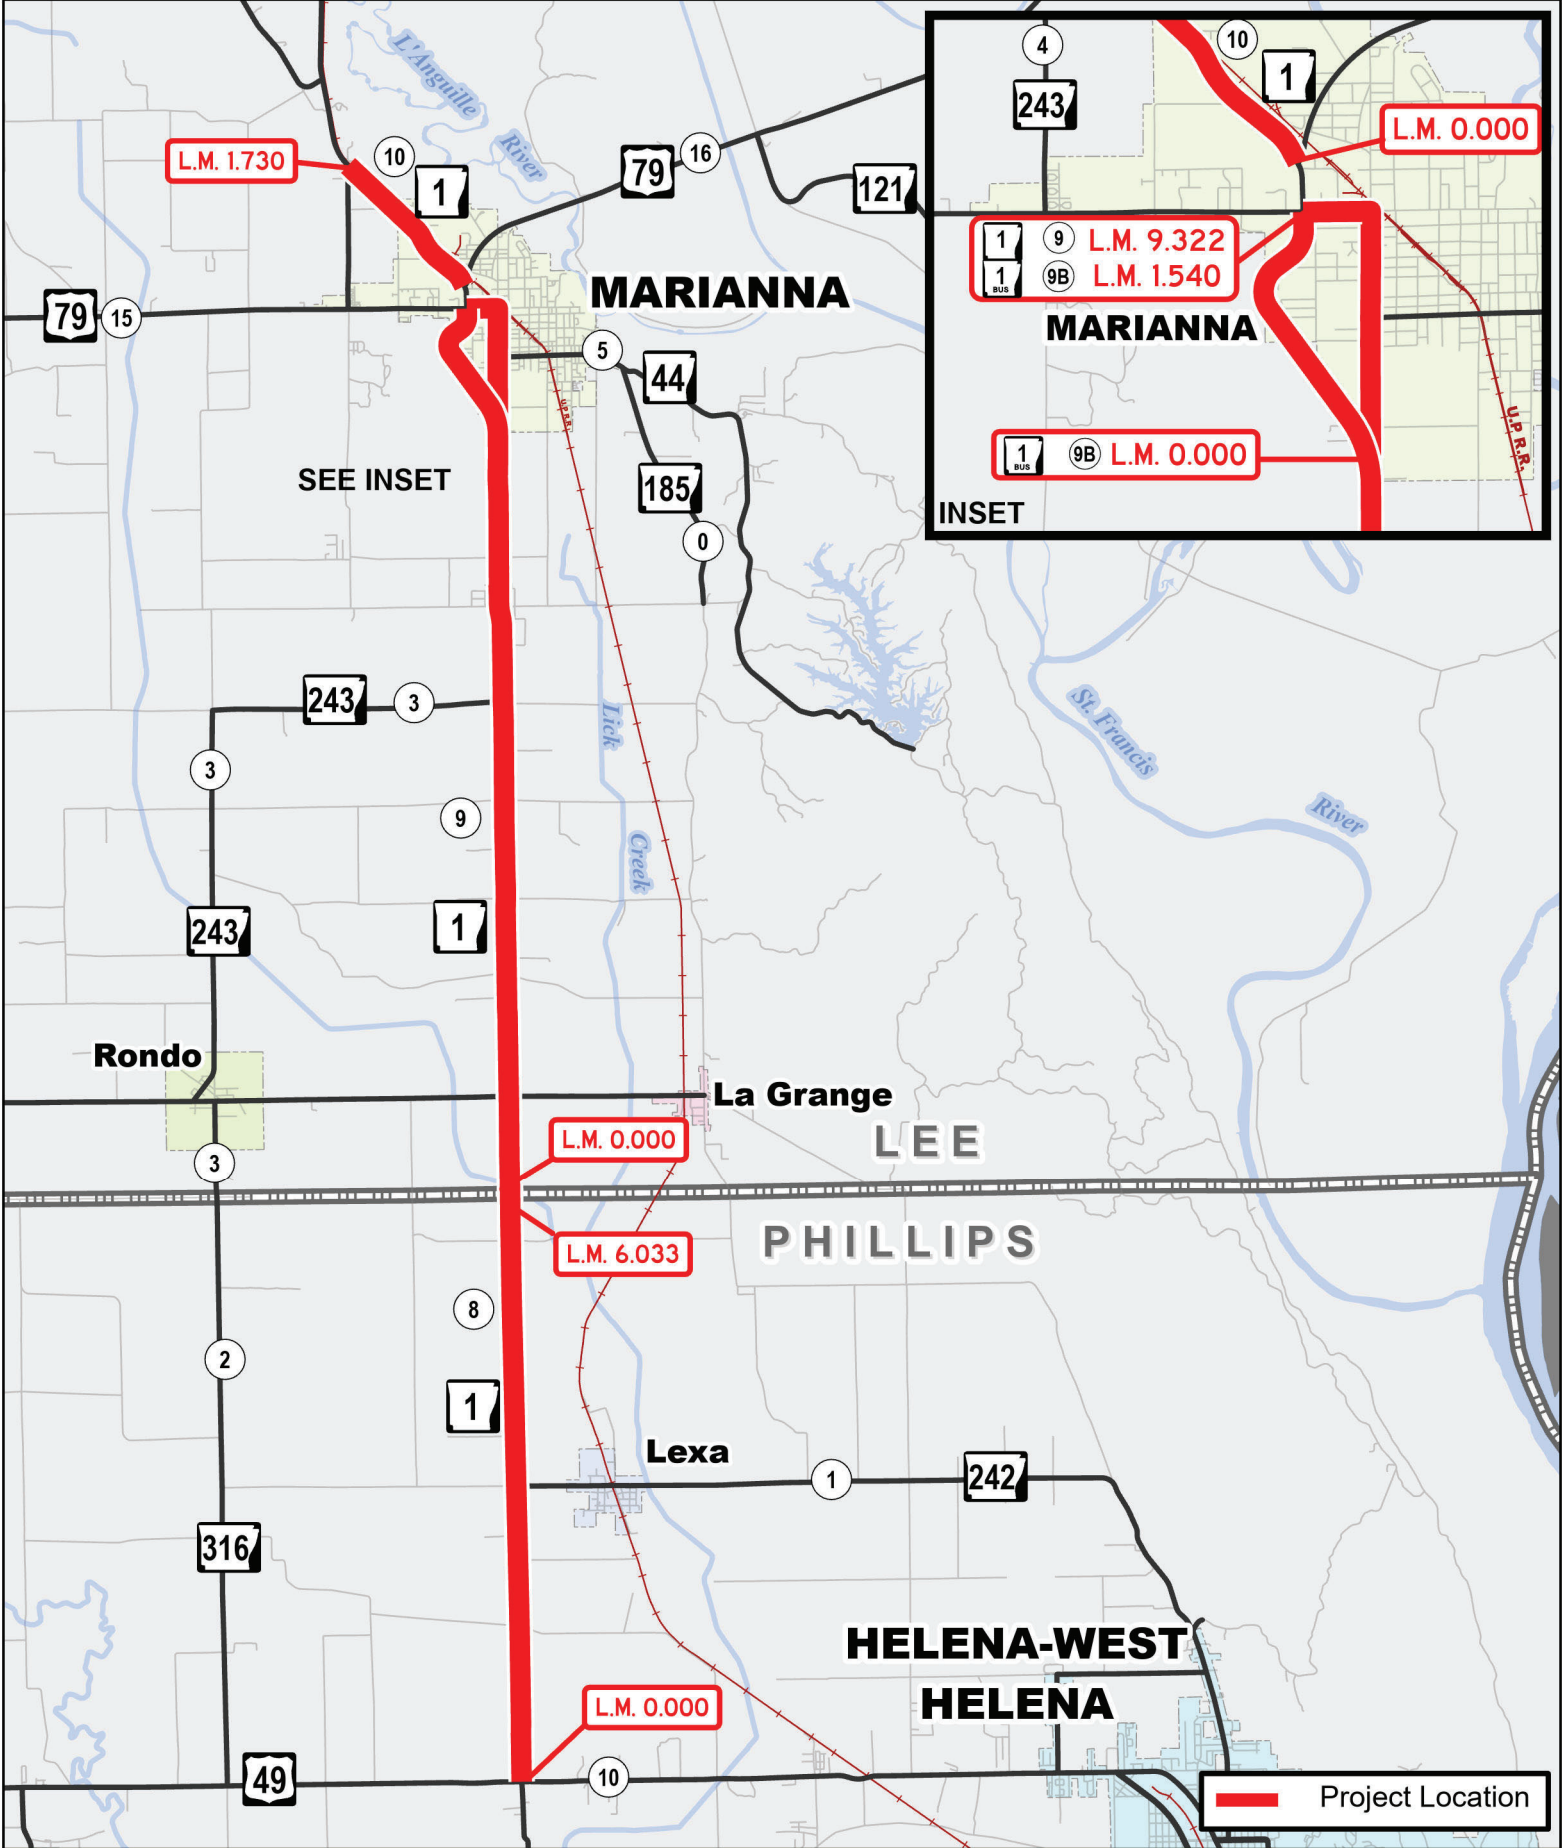 L'Anguille
River
L.M. 1.730
10
1
79
16
121
79
15
MARIANNA
5
44
U.P.R.R.
SEE INSET
185
0
4
243
10
1
L.M. 0.000
1
9
L.M. 9.322
1
BUS
9B
L.M. 1.540
MARIANNA
1
BUS
9B
L.M. 0.000
U.P R.R.
INSET
243
3
Lick
St. Francis
3
9
River
Creek
243
1
Rondo
La Grange
L.M. 0.000
LEE
3
PHILLIPS
L.M. 6.033
8
2
1
Lexa
1
242
316
HELENA-WEST
HELENA
L.M. 0.000
49
10
Project Location